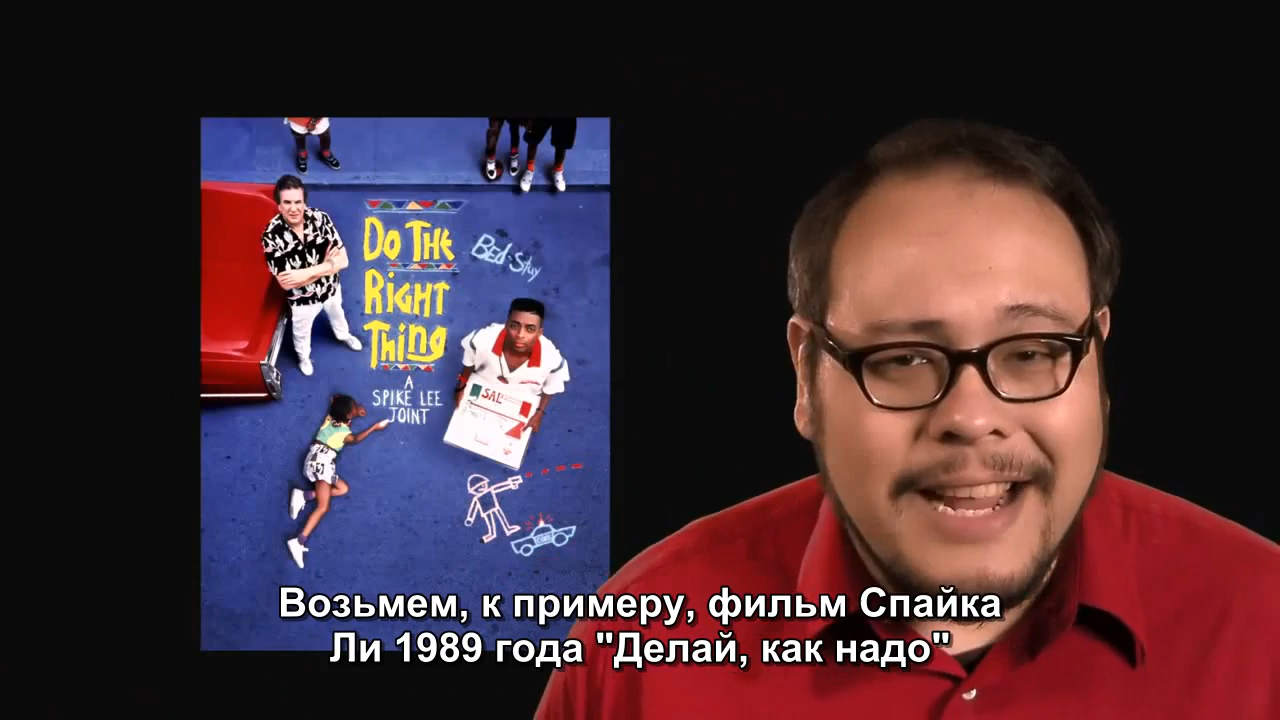 DO THE
RIGHT
THING
BED-STUY
A
SPIKE LEE
JOINT
SAL
Возьмем, к примеру, фильм Спайка
Ли 1989 года "Делай, как надо"